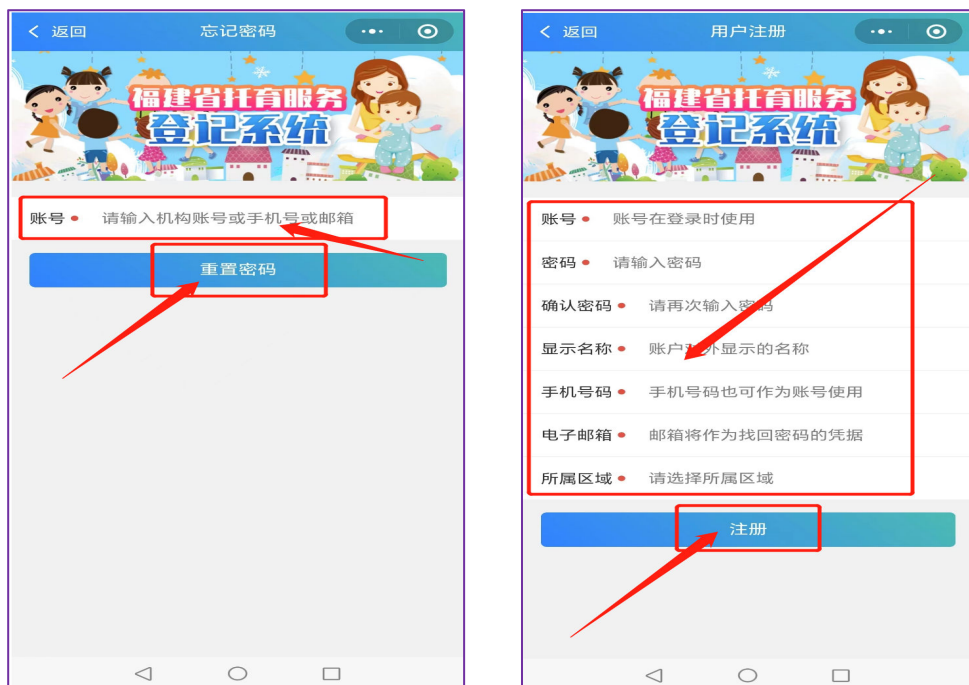 返回
忘记密码
福建省托育服务
登记系统
账号 请输入机构账号或手机号或邮箱
重置密码
返回
用户注册
福建省托育服务
登记系统
账号 账号在登录时使用
密码 请输入密码
确认密码 请再次输入密码
显示名称 账户对外显示的名称
手机号码 手机号码也可作为账号使用
电子邮箱 邮箱将作为找回密码的凭据
所属区域 请选择所属区域
注册